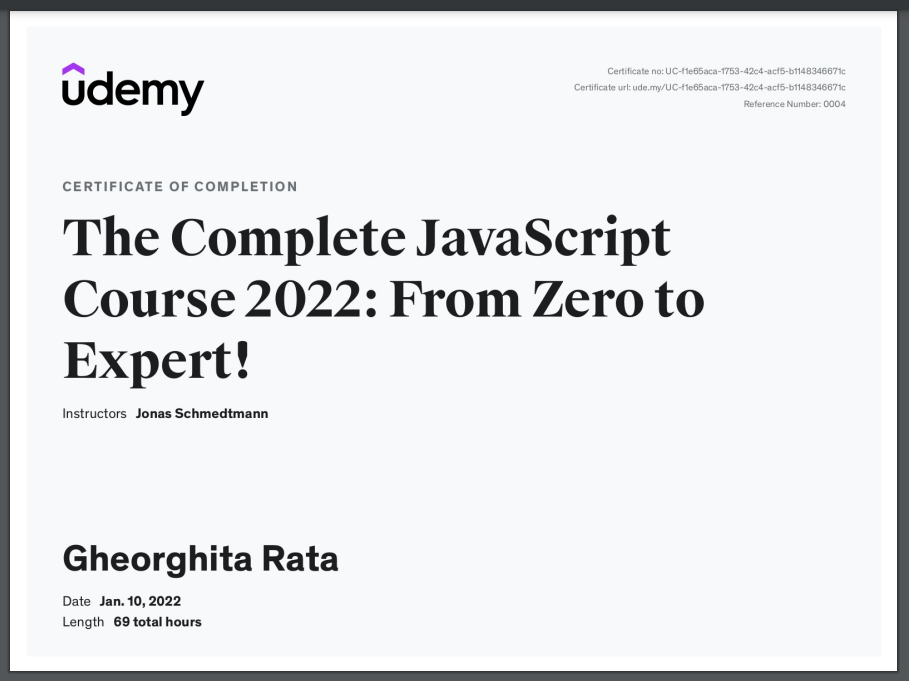 udemy
Certificate no: UC-f1e65aca-1753-42c4-acf5-b1148346671c
Certificate url: ude.my/UC-f1e65aca-1753-42c4-acf5-b1148346671c
Reference Number: 0004
CERTIFICATE OF COMPLETION
The Complete JavaScript
Course 2022: From Zero to
Expert!
Instructors Jonas Schmedtmann
Gheorghita Rata
Date Jan. 10, 2022
Length 69 total hours